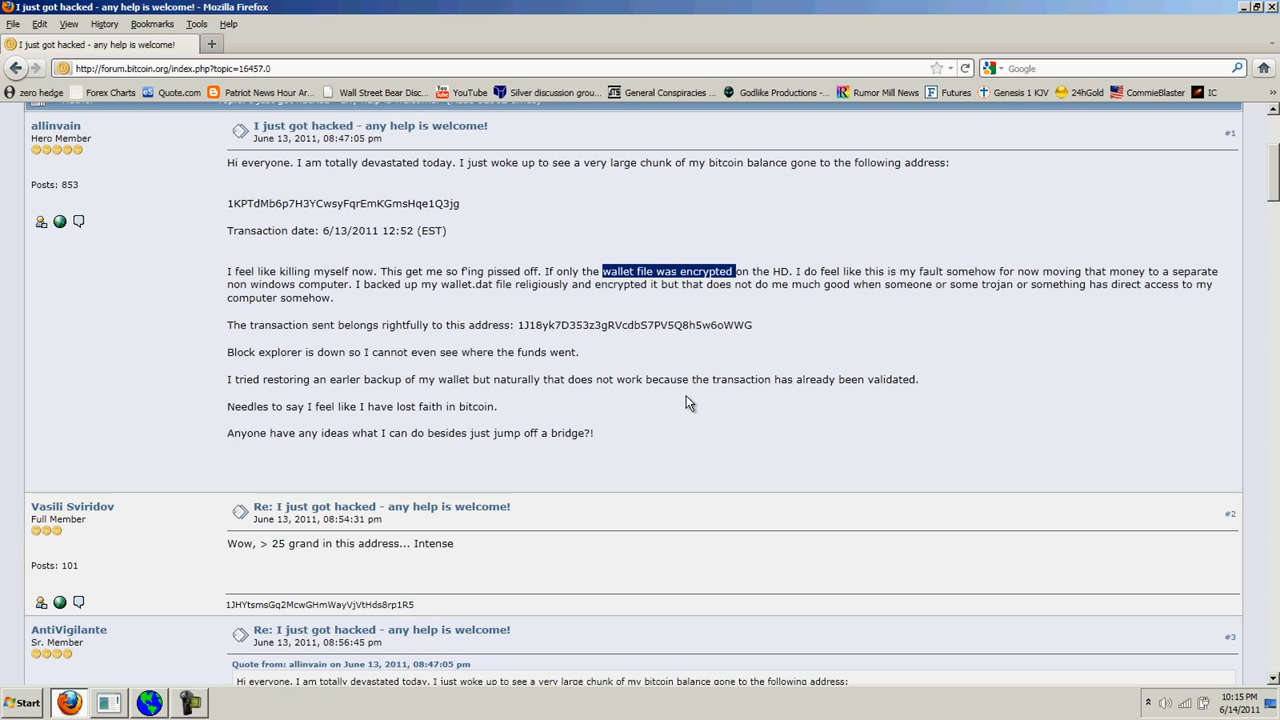 I just got hacked - any help is welcome! - Mozilla Firefox
File Edit View History Bookmarks Tools Help
I just got hacked - any help is welcome!
http://forum.bitcoin.org/index.php?topic=16457.0
Google
zero hedge Forex Charts Quote.com Patriot News Hour Ar... Wall Street Bear Disc... YouTube Silver discussion grou... General Conspiracies ... Godlike Productions - ... Rumor Mill News Futures Genesis 1 KJV 24hGold CommieBlaster IC
allinvain
Hero Member
Posts: 853
I just got hacked - any help is welcome!
June 13, 2011, 08:47:05 pm
#1
Hi everyone. I am totally devastated today. I just woke up to see a very large chunk of my bitcoin balance gone to the following address:
1KPTdMb6p7H3YCwsyFqrEmKGmsHqe1Q3jg
Transaction date: 6/13/2011 12:52 (EST)
I feel like killing myself now. This get me so f'ing pissed off. If only the wallet file was encrypted on the HD. I do feel like this is my fault somehow for now moving that money to a separate
non windows computer. I backed up my wallet.dat file religiously and encrypted it but that does not do me much good when someone or some trojan or something has direct access to my
computer somehow.
The transaction sent belongs rightfully to this address: 1J18yk7D353z3gRVcdbS7PV5Q8h5w6oWWG
Block explorer is down so I cannot even see where the funds went.
I tried restoring an earler backup of my wallet but naturally that does not work because the transaction has already been validated.
Needles to say I feel like I have lost faith in bitcoin.
Anyone have any ideas what I can do besides just jump off a bridge?!
Vasili Sviridov
Full Member
Posts: 101
Re: I just got hacked - any help is welcome!
June 13, 2011, 08:54:31 pm
#2
Wow, > 25 grand in this address... Intense
1JHYtsmsGq2McwGHmWayVjVtHds8rp1R5
AntiVigilante
Sr. Member
Re: I just got hacked - any help is welcome!
June 13, 2011, 08:56:45 pm
#3
Quote from: allinvain on June 13, 2011, 08:47:05 pm
Hi everyone. I am totally devastated today. I just woke up to see a very large chunk of my bitcoin balance gone to the following address:
Start
10:15 PM
6/14/2011